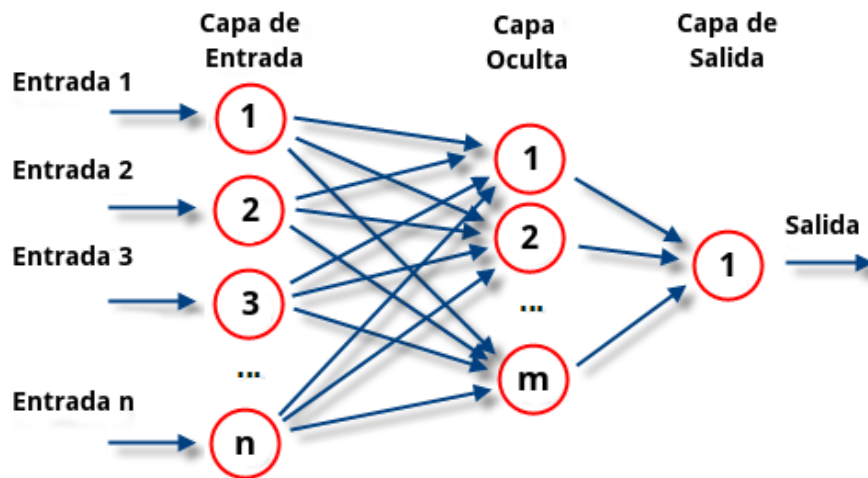 Capa de
Entrada
Capa
Oculta
Capa de
Salida
Entrada 1
1
Entrada 2
2
Entrada 3
3
...
Entrada n
n
1
2
...
m
1
Salida